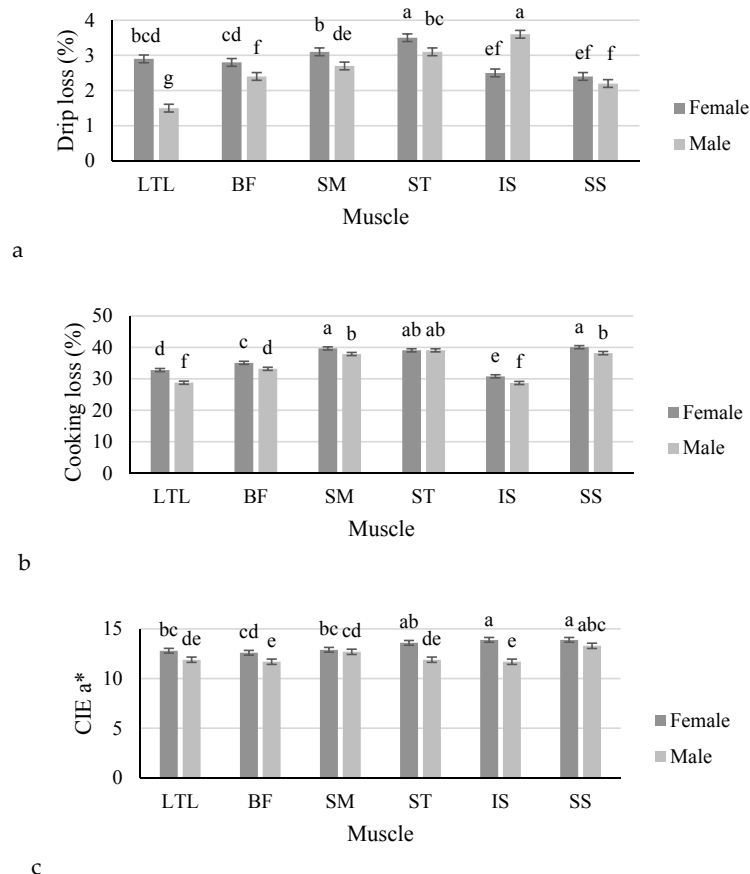 Drip loss (%)
4
3
2
1
0
bcd g cd f b de a bc ef a ef f
LTL BF SM ST IS SS
Muscle
Female
Male
a
Cooking loss (%)
50
40
30
20
10
0
d f c d a b ab ab e f a b
LTL BF SM ST IS SS
Muscle
Female
Male
b
CIE a*
15
10
5
0
bc de cd e bc cd ab de a e a abc
LTL BF SM ST IS SS
Muscle
Female
Male
c